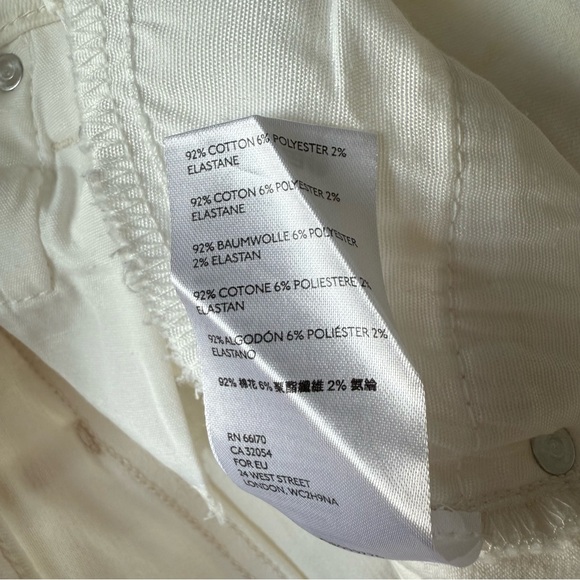 92% COTTON 6% POLYESTER 2%
ELASTANE
92% COTON 6% POLYESTER 2%
ELASTANE
92% BAUMWOLLE 6% POLYESTER
2% ELASTAN
92% COTONE 6% POLIESTERE 2%
ELASTAN
92% ALGODÓN 6% POLIÉSTER 2%
ELASTANO
92% 棉花 6% 聚酯纖維 2% 氨綸
RN 66170
CA 32054
FOR EU
24 WEST STREET
LONDON, WC2H9NA